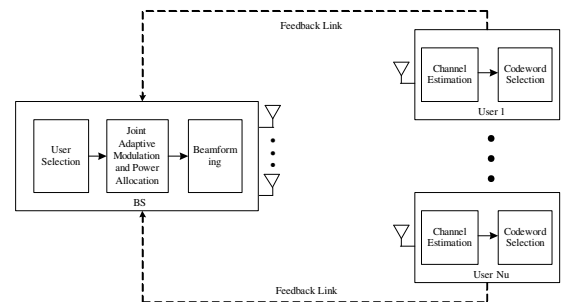 Feedback Link
Channel
Estimation
Codeword
Selection
User 1
User
Selection
Joint
Adaptive
Modulation
and Power
Allocation
Beamform
ing
BS
Channel
Estimation
Codeword
Selection
User Nu
Feedback Link